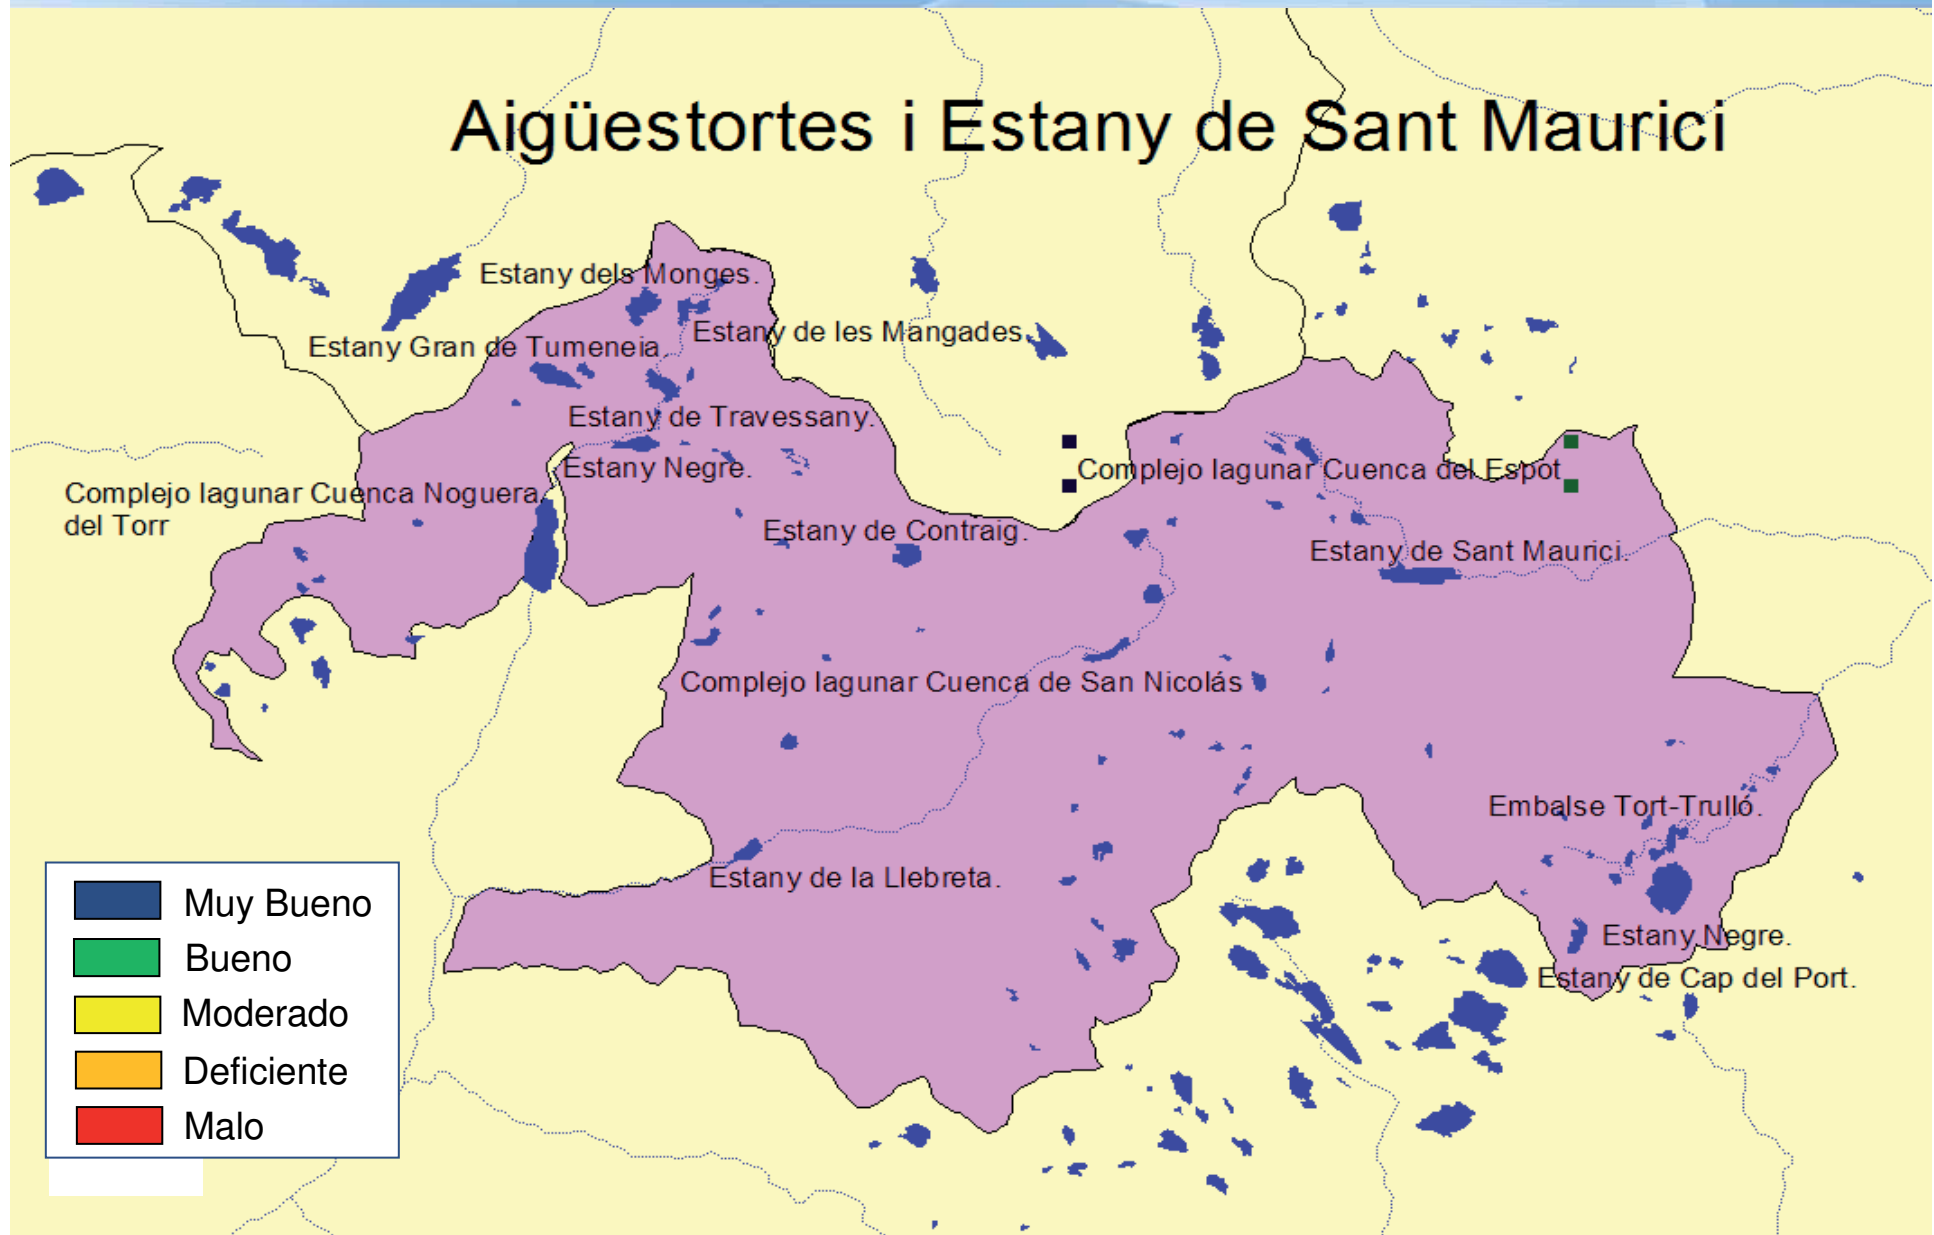 Aigüestortes i Estany de Sant Maurici
Estany dels Monges.
Estany de les Mangades
Estany Gran de Tumeneia
Estany de Travessany.
Estany Negre.
Complejo lagunar Cuenca del Espot
Complejo lagunar Cuenca Noguera
del Torr
Estany de Contraig.
Estany de Sant Maurici.
Complejo lagunar Cuenca de San Nicolás
Embalse Tort-Trulló.
Estany de la Llebreta.
Estany Negre.
Estany de Cap del Port.
Muy Bueno
Bueno
Moderado
Deficiente
Malo